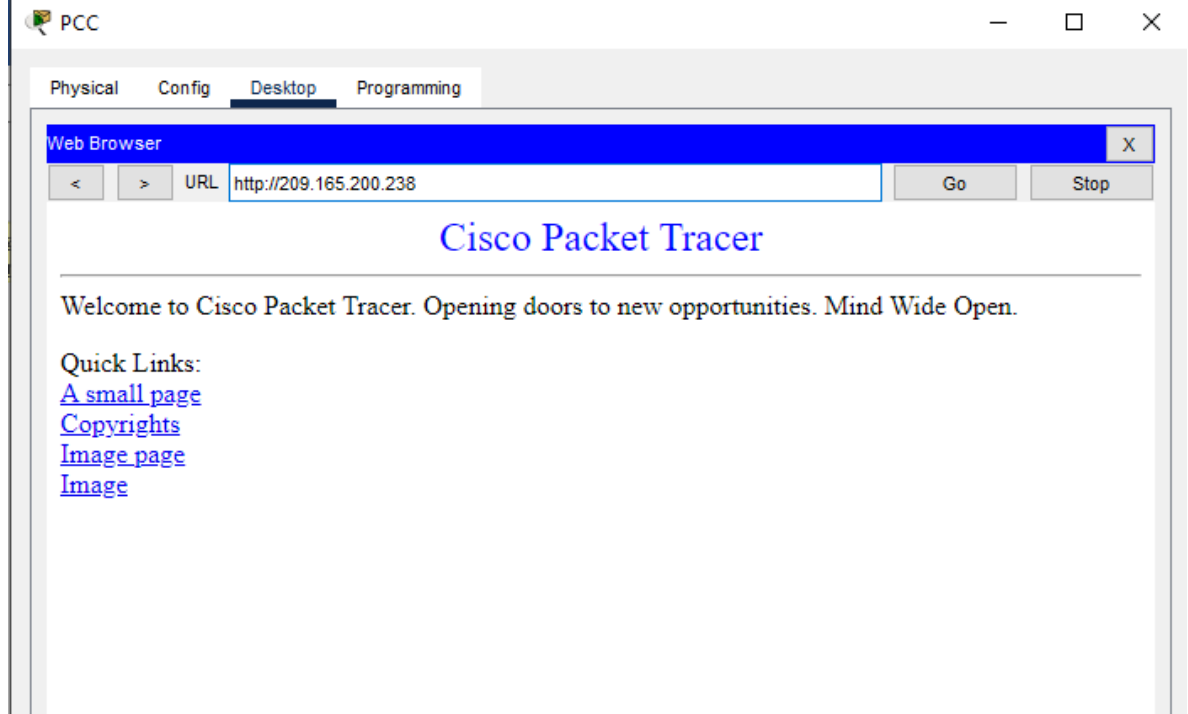 PCC
Physical Config Desktop Programming
Web Browser X
< > URL http://209.165.200.238 Go Stop
Cisco Packet Tracer
Welcome to Cisco Packet Tracer. Opening doors to new opportunities. Mind Wide Open.
Quick Links:
A small page
Copyrights
Image page
Image